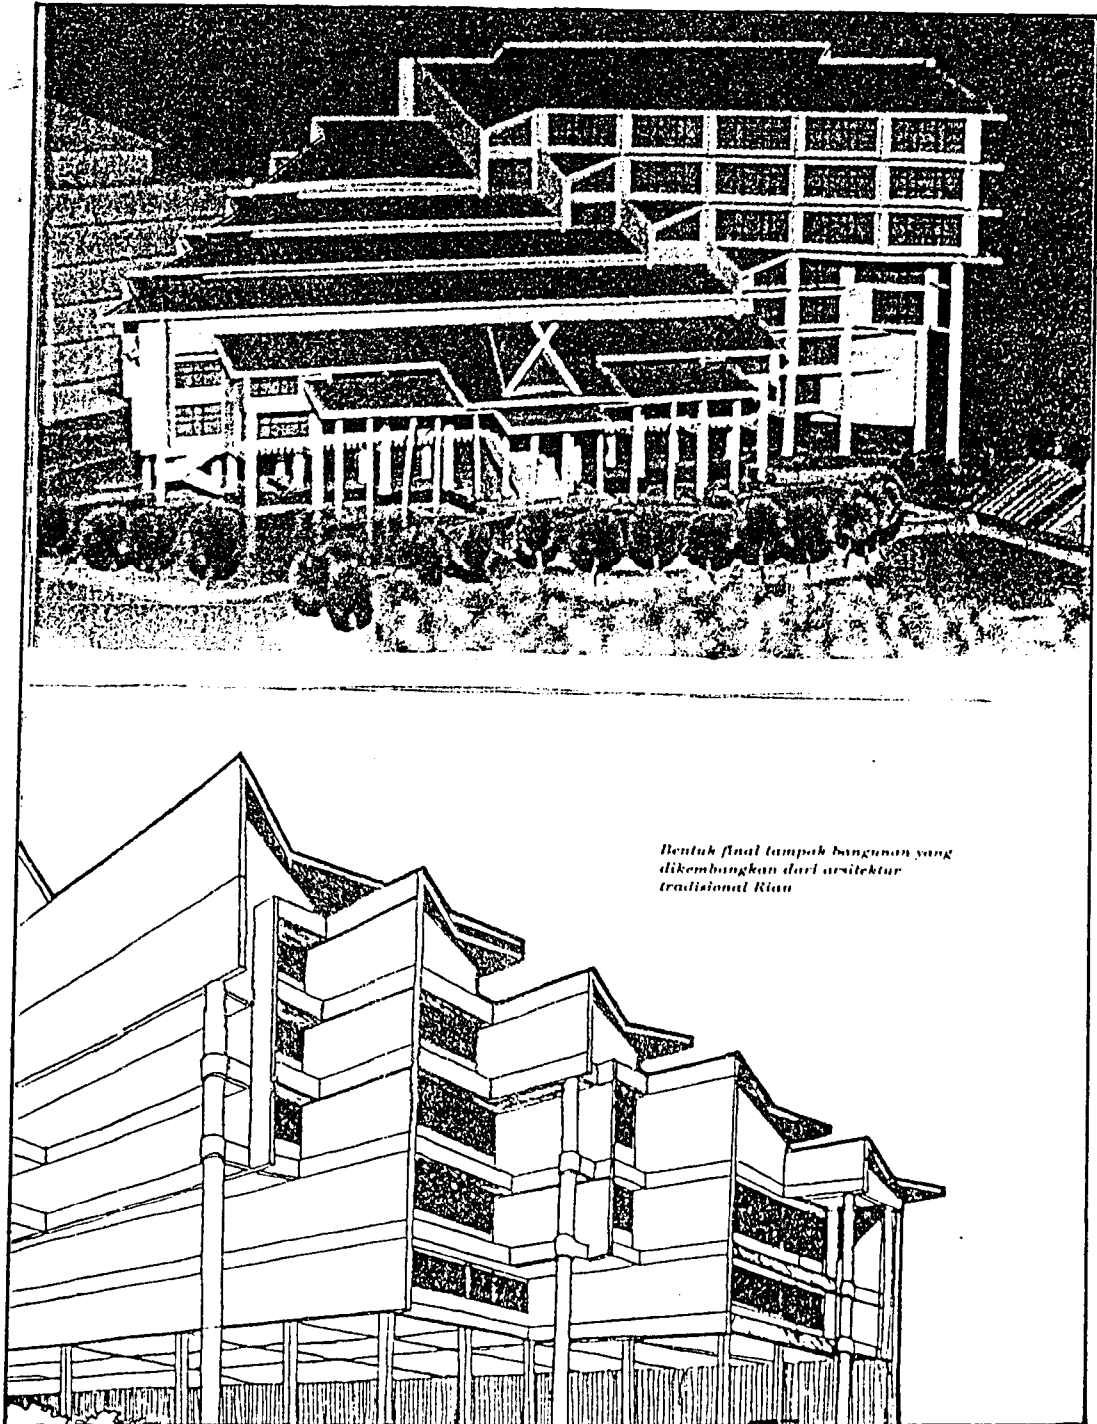 Bentuk final tampak bangunan yang
dikembangkan dari arsitektur
tradisional Riau